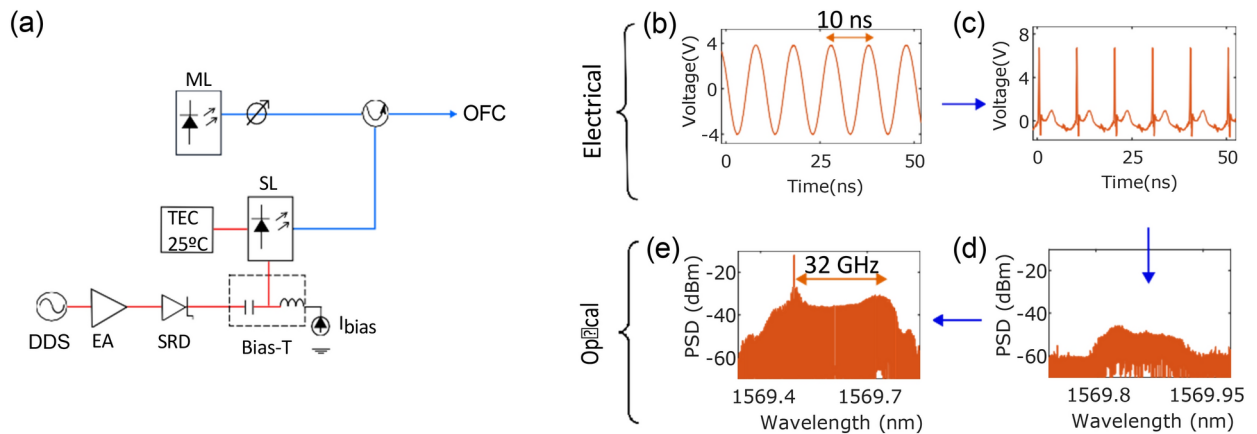 (a)
ML
OFC
SL
TEC
25ºC
DDS
EA
SRD
Bias-T
Ibias
Electrical
(b)
10 ns
Voltage(V)
4
0
-4
0
25
50
Time(ns)
(c)
Voltage(V)
8
4
0
0
25
50
Time(ns)
Op⍰cal
(e)
32 GHz
PSD (dBm)
-20
-40
-60
1569.4
1569.7
Wavelength (nm)
(d)
PSD (dBm)
-20
-40
-60
1569.8
1569.95
Wavelength (nm)